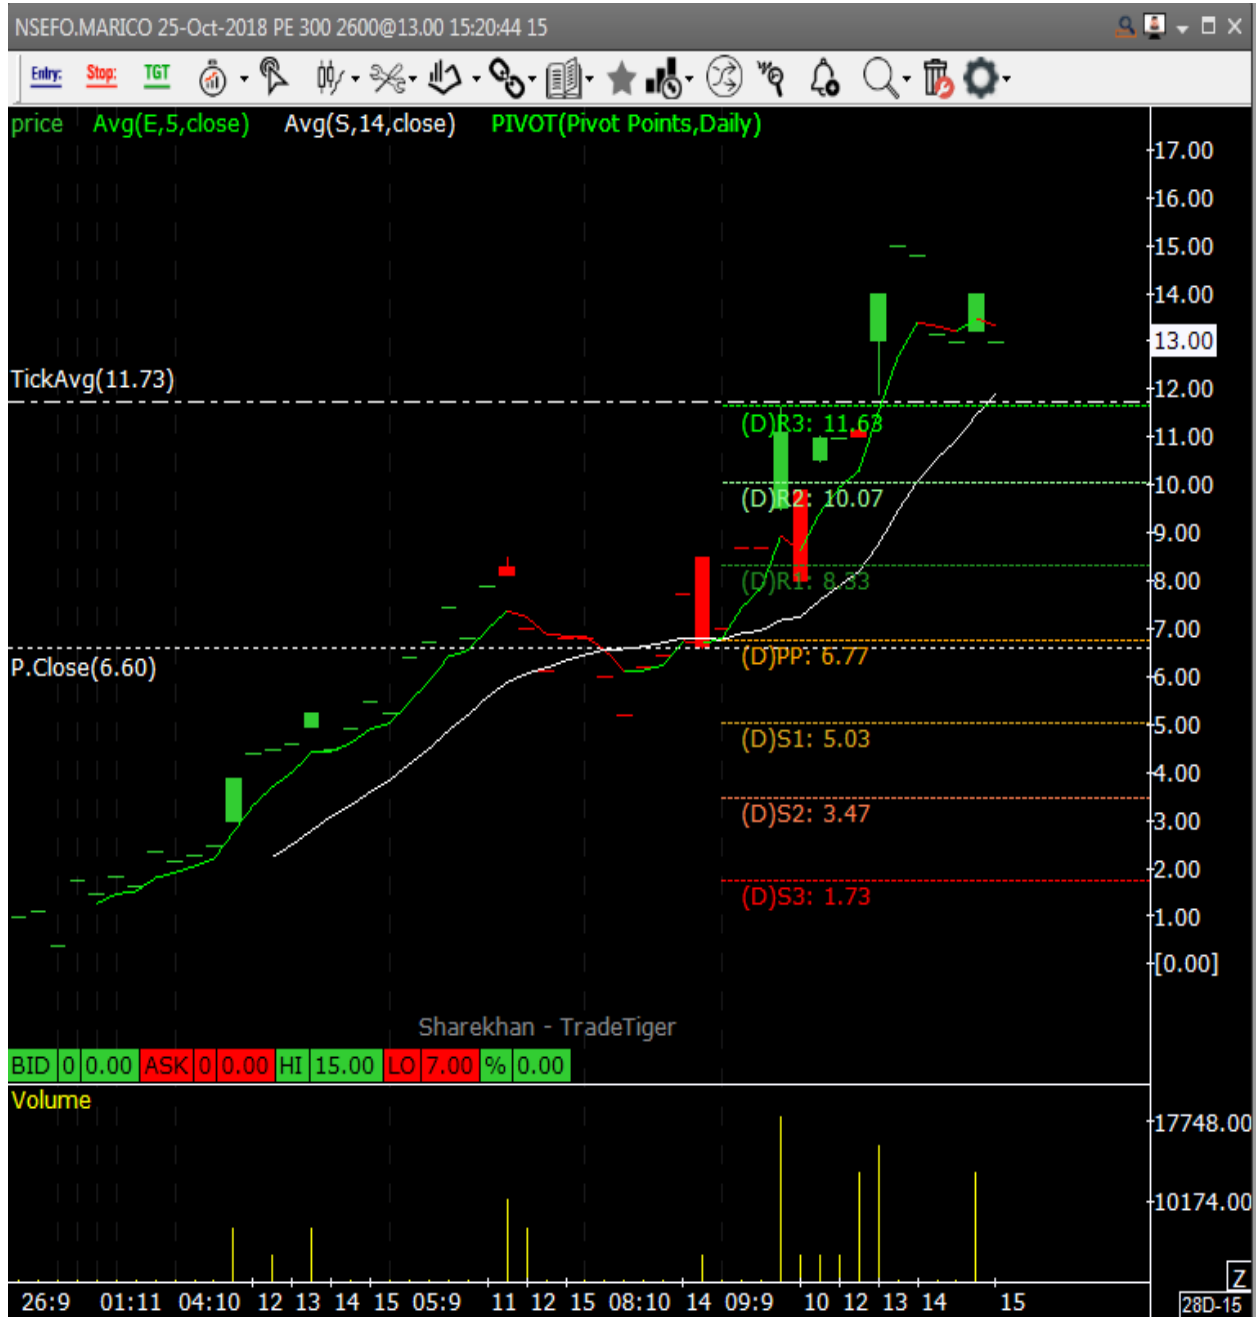 NSEFO.MARICO 25-Oct-2018 PE 300 2600@13.00 15:20:44 15
Entry: Stop: TGT
price Avg(E,5,close) Avg(S,14,close) PIVOT(Pivot Points,Daily)
17.00
16.00
15.00
14.00
13.00
TickAvg(11.73)
12.00
(D)R3: 11.63
11.00
10.00
(D)R2: 10.07
9.00
8.00
(D)R1: 8.33
7.00
P.Close(6.60)
(D)PP: 6.77
6.00
5.00
(D)S1: 5.03
4.00
(D)S2: 3.47
3.00
2.00
(D)S3: 1.73
1.00
[0.00]
Sharekhan - TradeTiger
BID 0 0.00 ASK 0 0.00 HI 15.00 LO 7.00 % 0.00
Volume
17748.00
10174.00
Z
26:9 01:11 04:10 12 13 14 15 05:9 11 12 15 08:10 14 09:9 10 12 13 14 15 28D-15